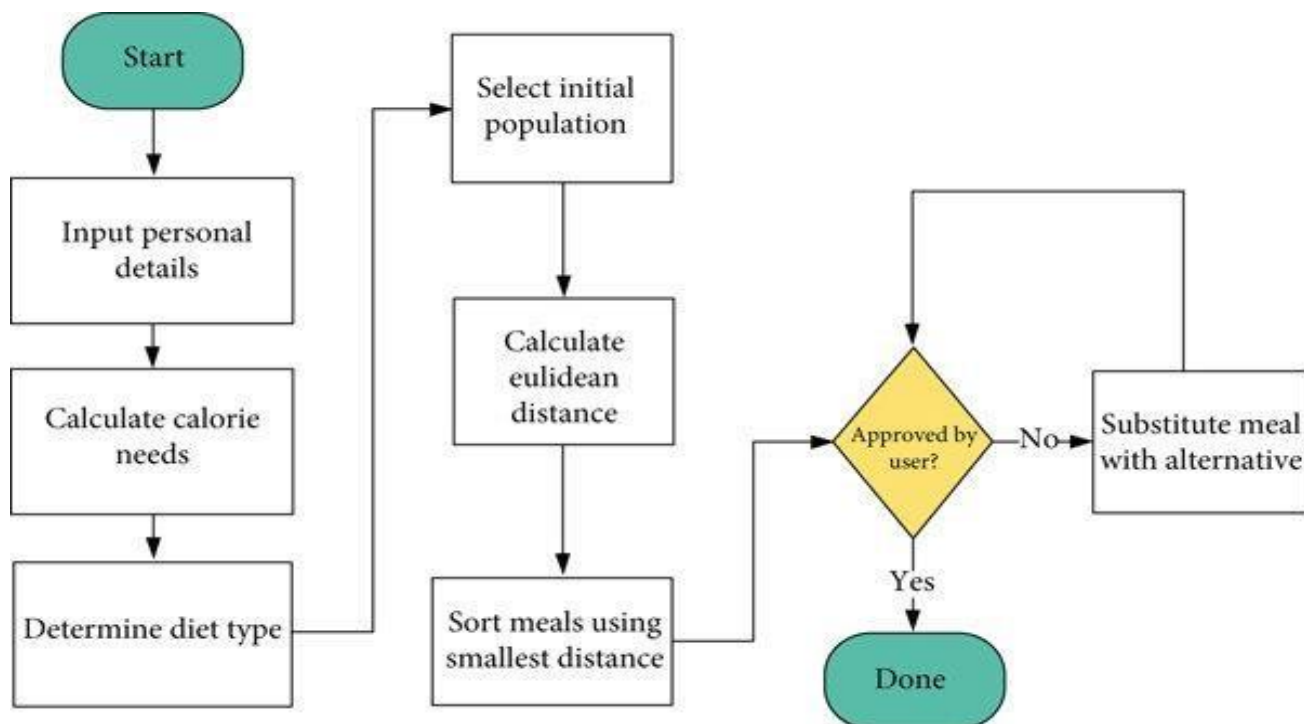 Start
Input personal
details
Calculate calorie
needs
Determine diet type
Select initial
population
Calculate
eulidean
distance
Sort meals using
smallest distance
Approved by
user?
No
Substitute meal
with alternative
Yes
Done